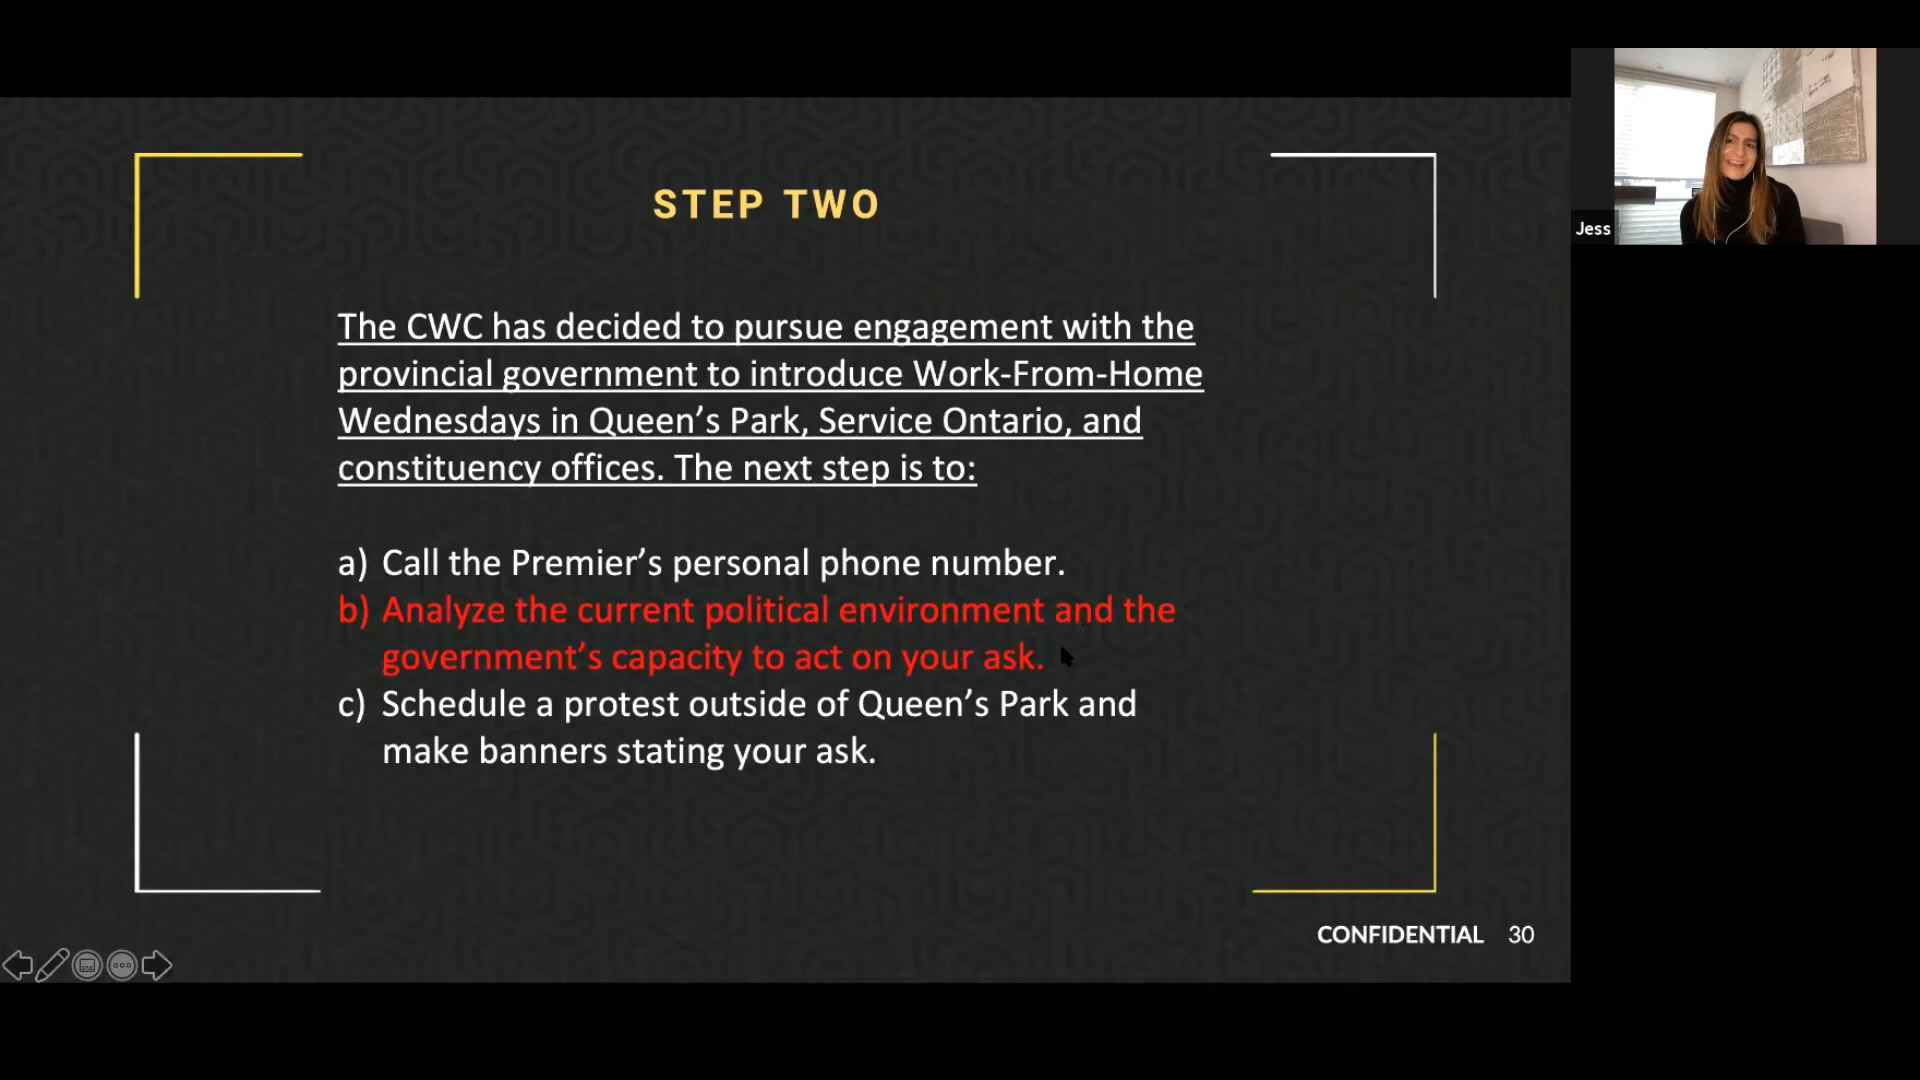 STEP TWO
The CWC has decided to pursue engagement with the
provincial government to introduce Work-From-Home
Wednesdays in Queen’s Park, Service Ontario, and
constituency offices. The next step is to:
a) Call the Premier’s personal phone number.
b) Analyze the current political environment and the
government’s capacity to act on your ask.
c) Schedule a protest outside of Queen’s Park and
make banners stating your ask.
CONFIDENTIAL 30
Jess